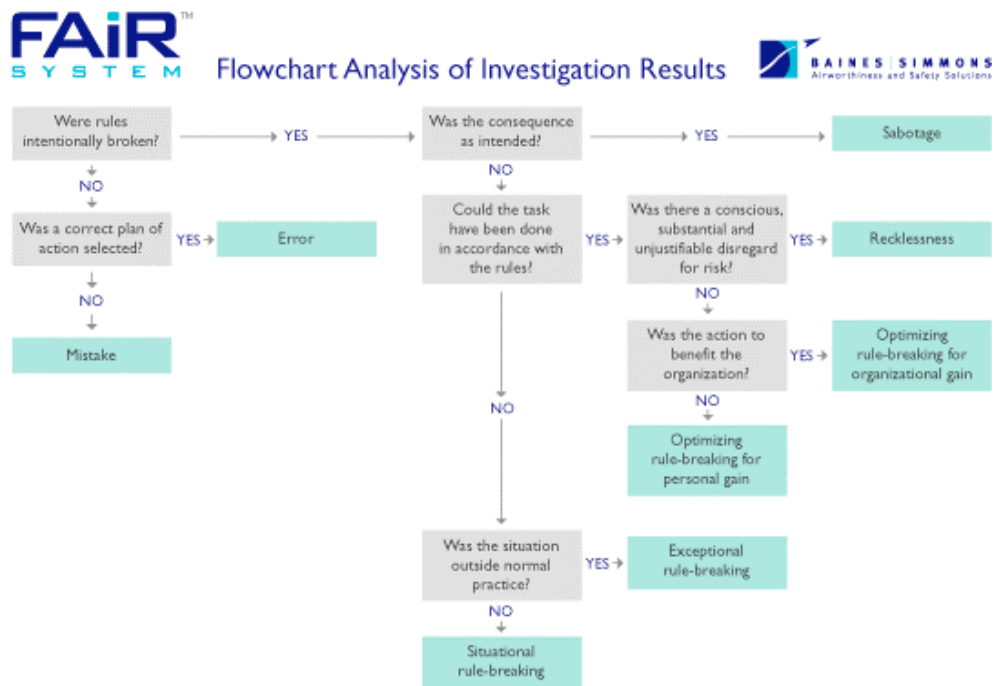 FAiR™
SYSTEM
Flowchart Analysis of Investigation Results
BAINES | SIMMONS
Airworthiness and Safety Solutions
Were rules
intentionally broken?
YES
Was the consequence
as intended?
YES
Sabotage
NO
NO
Was a correct plan of
action selected?
YES
Error
Could the task
have been done
in accordance with
the rules?
YES
Was there a conscious,
substantial and
unjustifiable disregard
for risk?
YES
Recklessness
NO
NO
Mistake
Was the action to
benefit the
organization?
YES
Optimizing
rule-breaking for
organizational gain
NO
NO
Optimizing
rule-breaking for
personal gain
Was the situation
outside normal
practice?
YES
Exceptional
rule-breaking
NO
Situational
rule-breaking